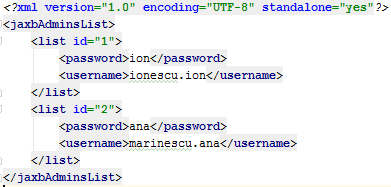 <?xml version="1.0" encoding="UTF-8" standalone="yes"?>
<jaxbAdminsList>
<list id="1">
<password>ion</password>
<username>ionescu.ion</username>
</list>
<list id="2">
<password>ana</password>
<username>marinescu.ana</username>
</list>
</jaxbAdminsList>